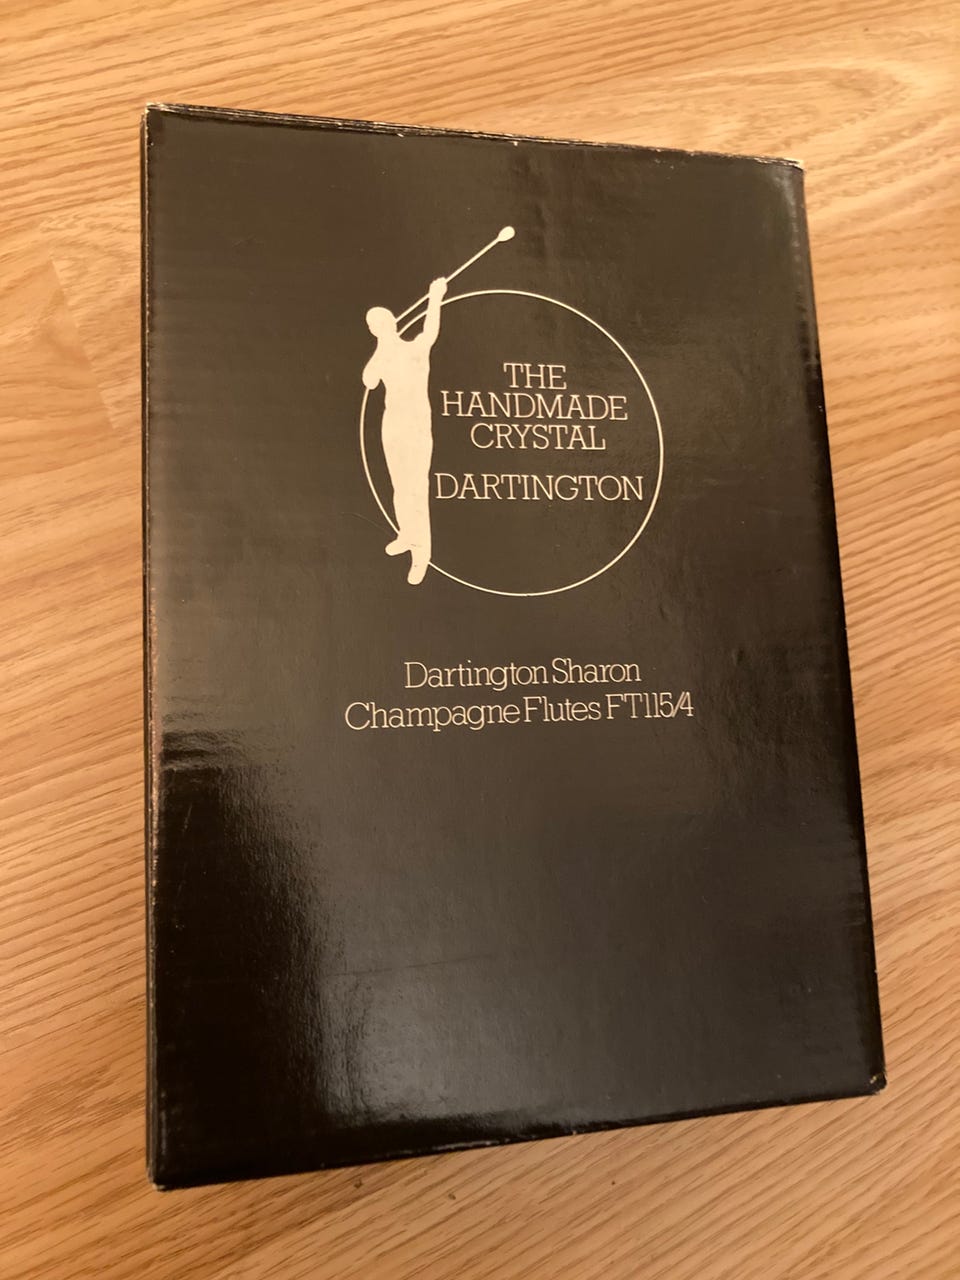 THE
HANDMADE
CRYSTAL
DARTINGTON
Dartington Sharon
Champagne Flutes FT115/4